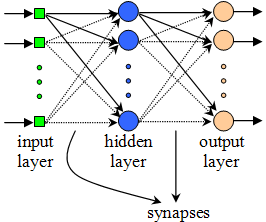 input hidden output
layer layer layer
synapses